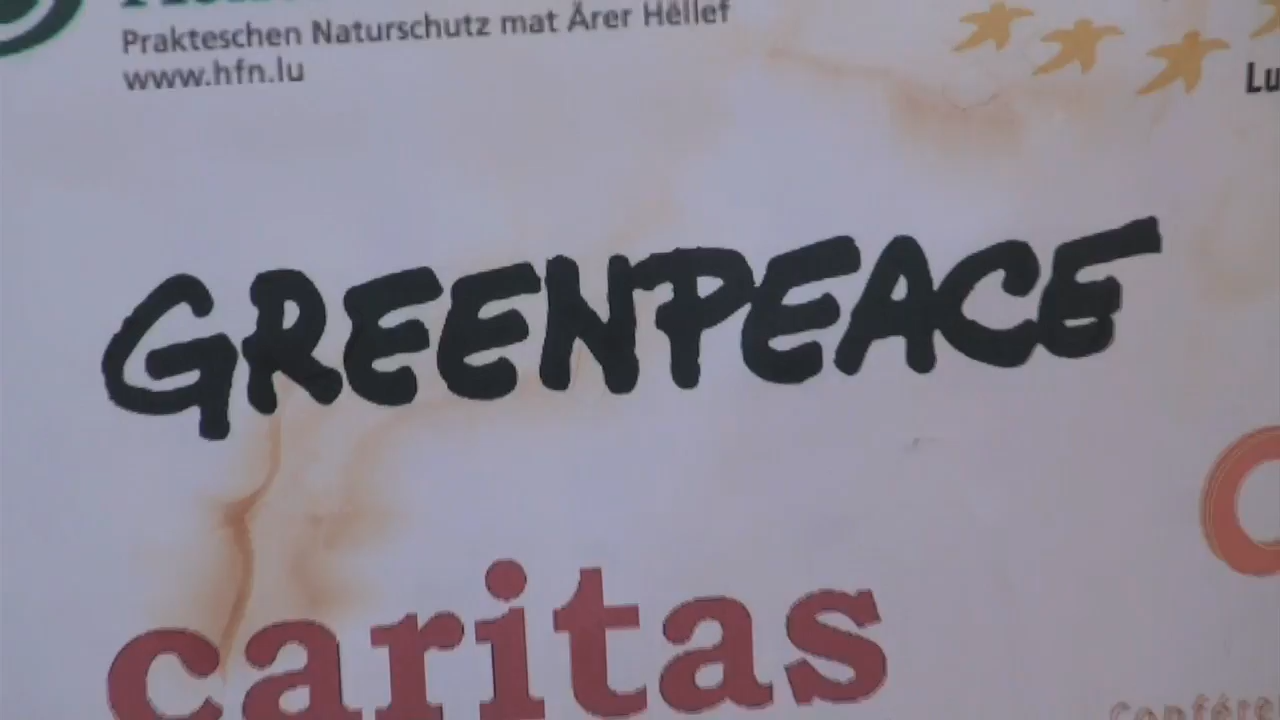 Prakteschen Naturschutz mat Ärer Hëllef
www.hfn.lu
GREENPEACE
caritas